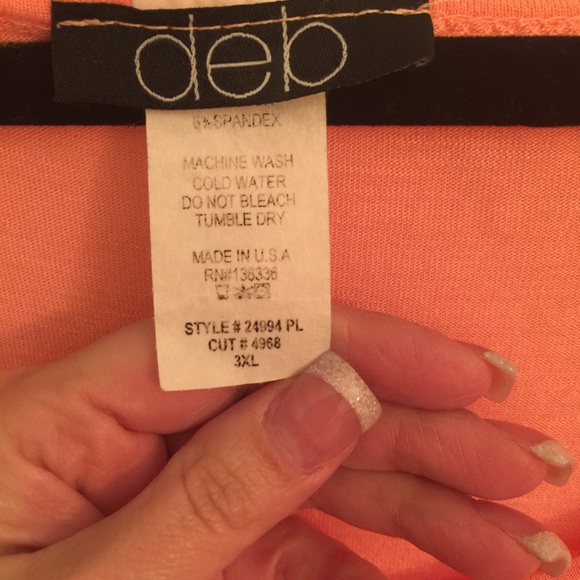 deb
6%SPANDEX
MACHINE WASH
COLD WATER
DO NOT BLEACH
TUMBLE DRY
MADE IN U.S.A
RN#136336
STYLE # 24994 PL
CUT # 4968
3XL